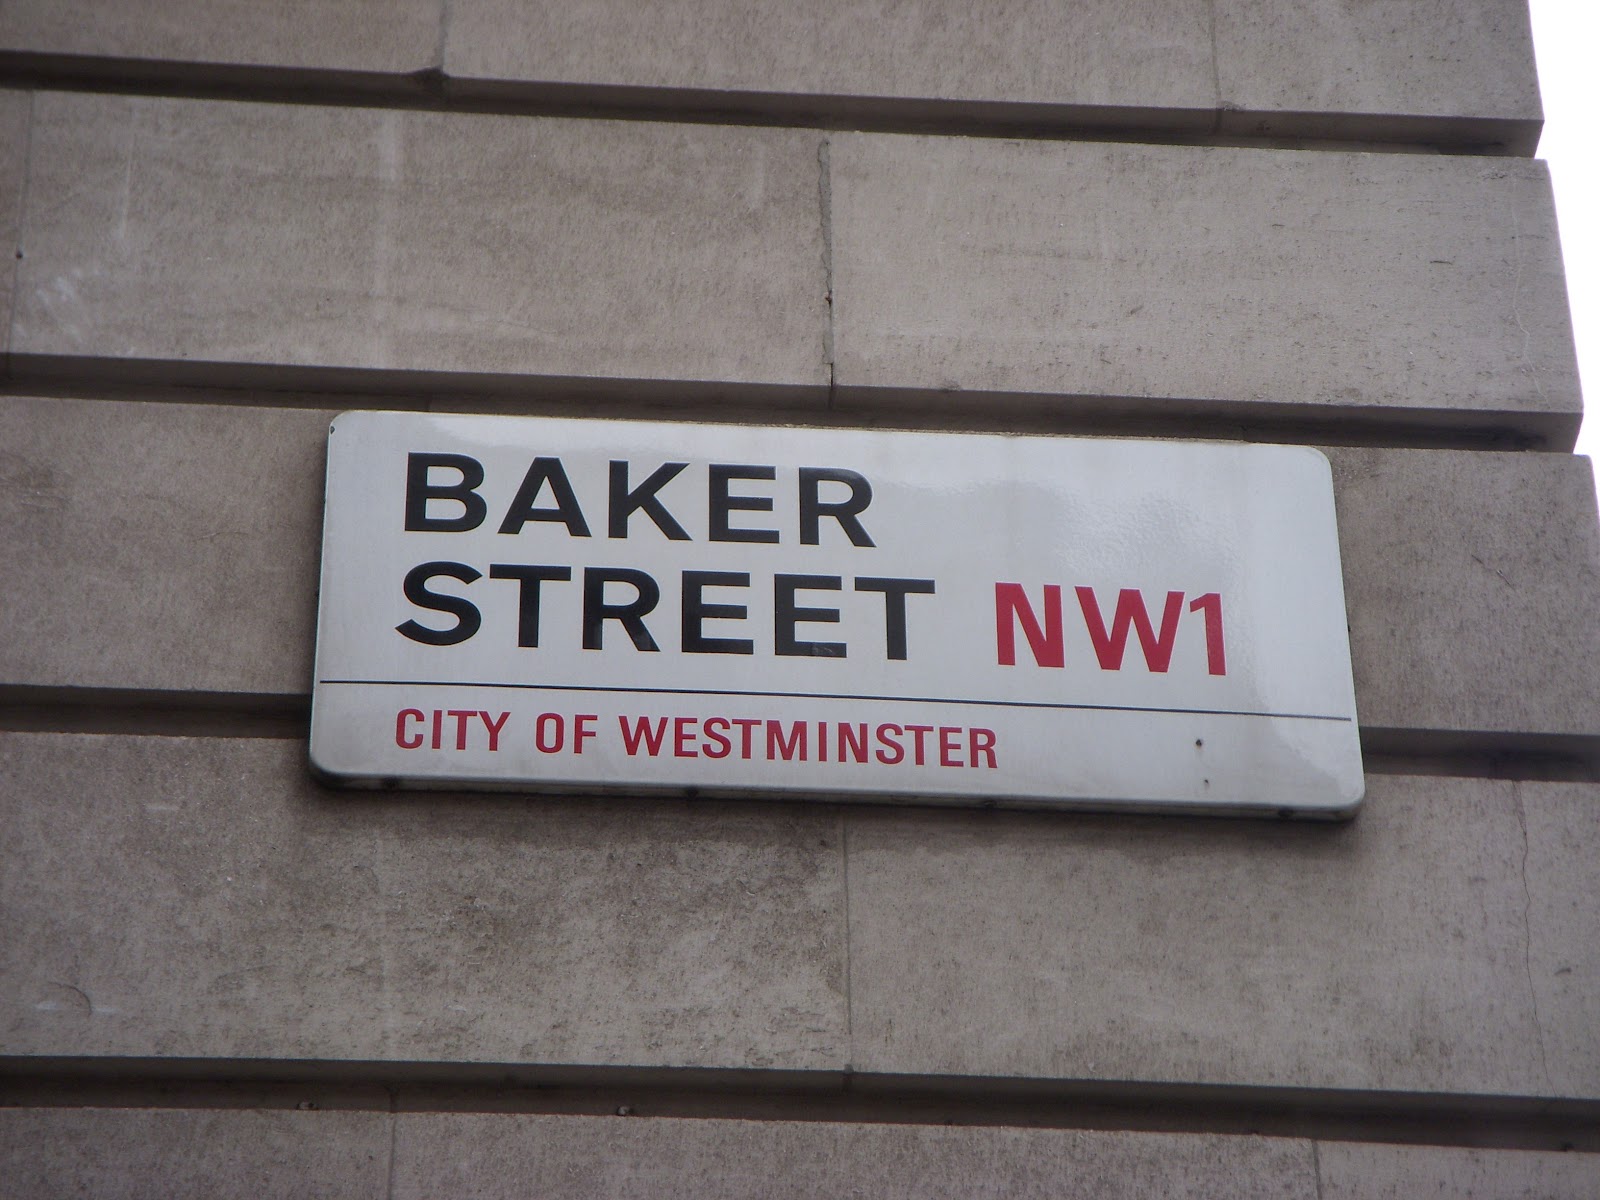 BAKER
STREET NW1
CITY OF WESTMINSTER